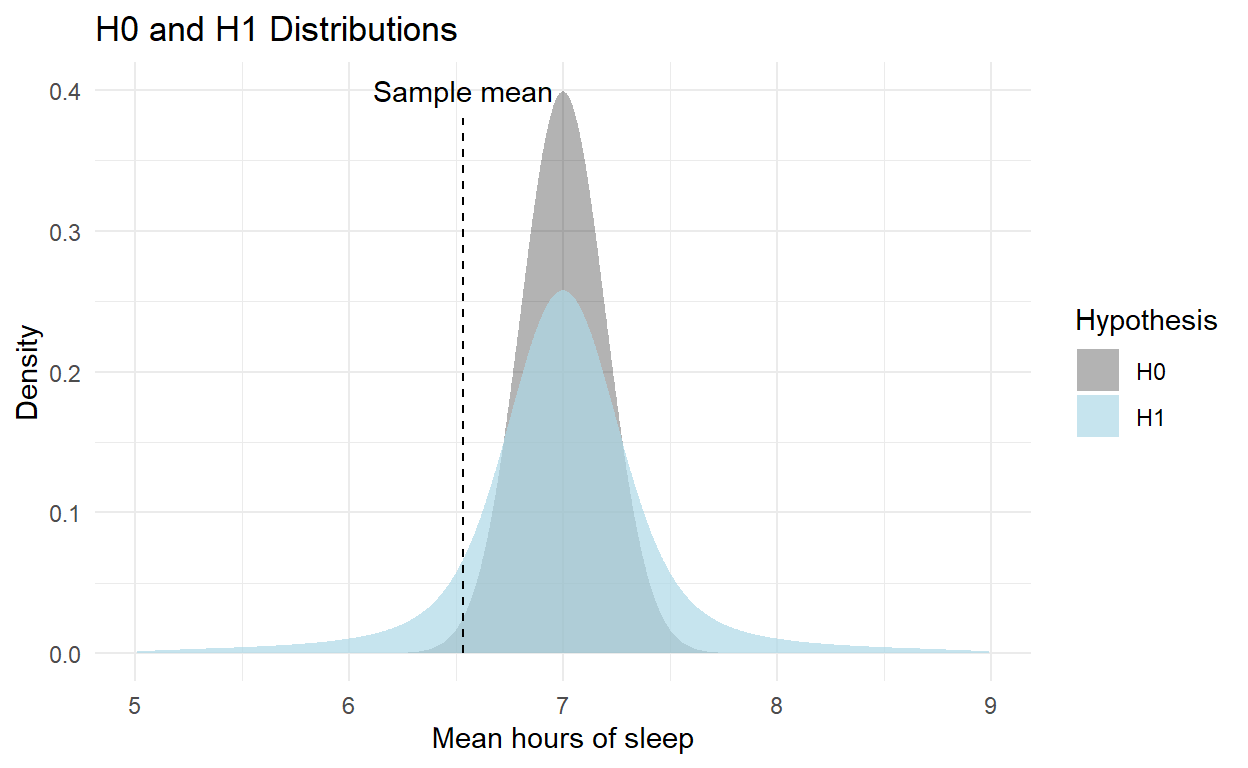 H0 and H1 Distributions
Sample mean
0.4
0.3
0.2
0.1
0.0
Density
5 6 7 8 9
Mean hours of sleep
Hypothesis
H0
H1